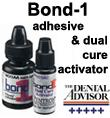 Bond-1
adhesive
& dual
cure
activator
THE DENTAL
ADVISOR
+++++